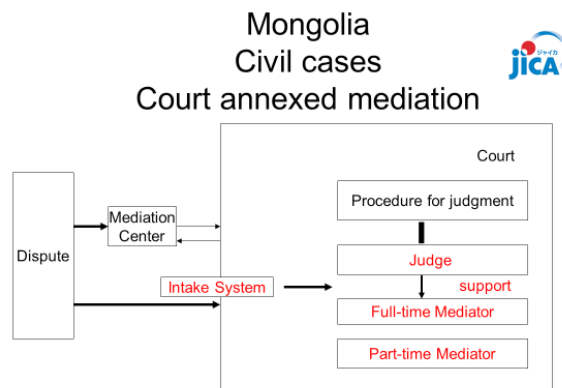 Mongolia
Civil cases
Court annexed mediation
ジャイカ
jICA
Court
Procedure for judgment
Mediation
Center
Dispute
Judge
Intake System
support
Full-time Mediator
Part-time Mediator